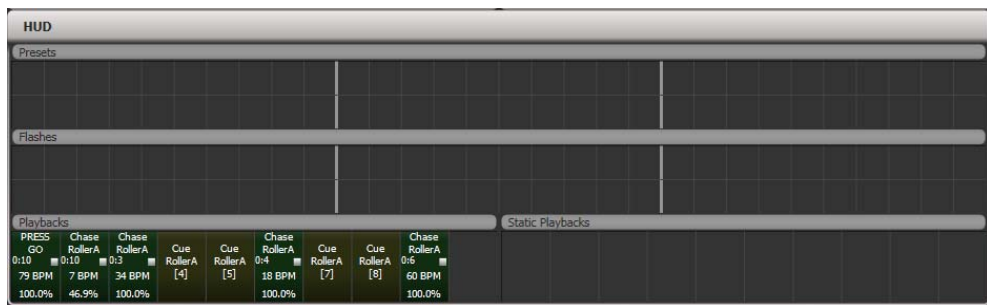 HUD
Presets
Flashes
Playbacks
Static Playbacks
PRESS GO
0:10
79 BPM
100.0%
Chase RollerA
0:10
7 BPM
46.9%
Chase RollerA
0:3
34 BPM
100.0%
Cue RollerA
[4]
Cue RollerA
[5]
Chase RollerA
0:4
18 BPM
100.0%
Cue RollerA
[7]
Cue RollerA
[8]
Chase RollerA
0:6
60 BPM
100.0%